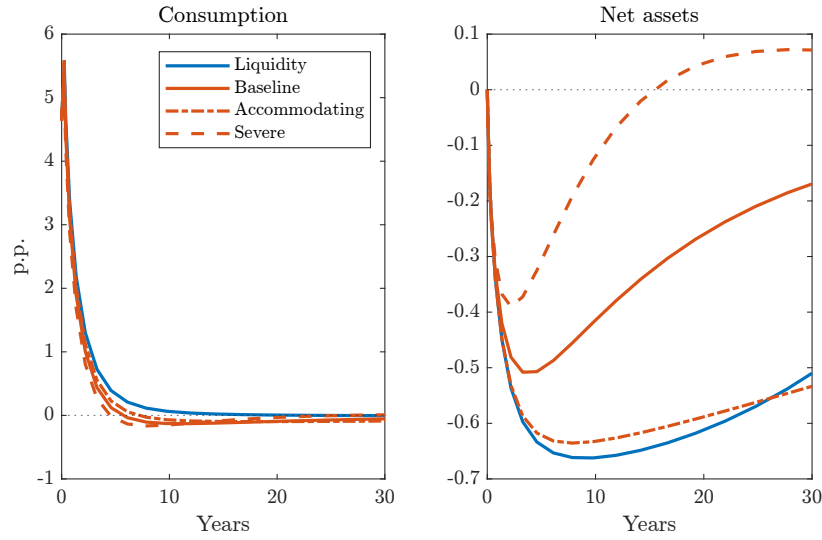 Consumption
Net assets
p.p.
6
5
4
3
2
1
0
-1
Liquidity
Baseline
Accommodating
Severe
0
10
20
30
Years
0.1
0
-0.1
-0.2
-0.3
-0.4
-0.5
-0.6
-0.7
0
10
20
30
Years